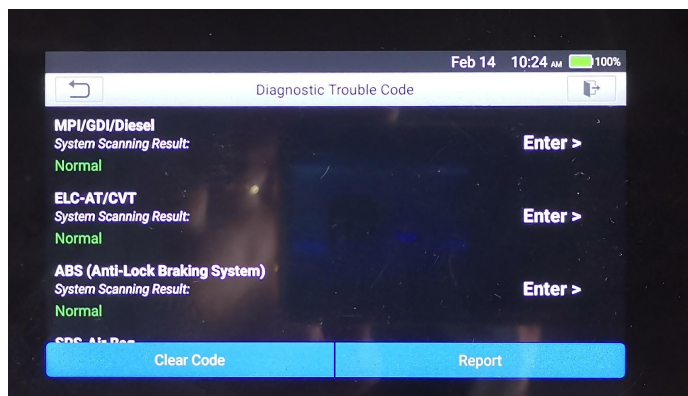 Feb 14 10:24 AM 100%
Diagnostic Trouble Code
MPI/GDI/Diesel
System Scanning Result:
Enter >
Normal
ELC-AT/CVT
System Scanning Result:
Enter >
Normal
ABS (Anti-Lock Braking System)
System Scanning Result:
Enter >
Normal
Clear Code
Report